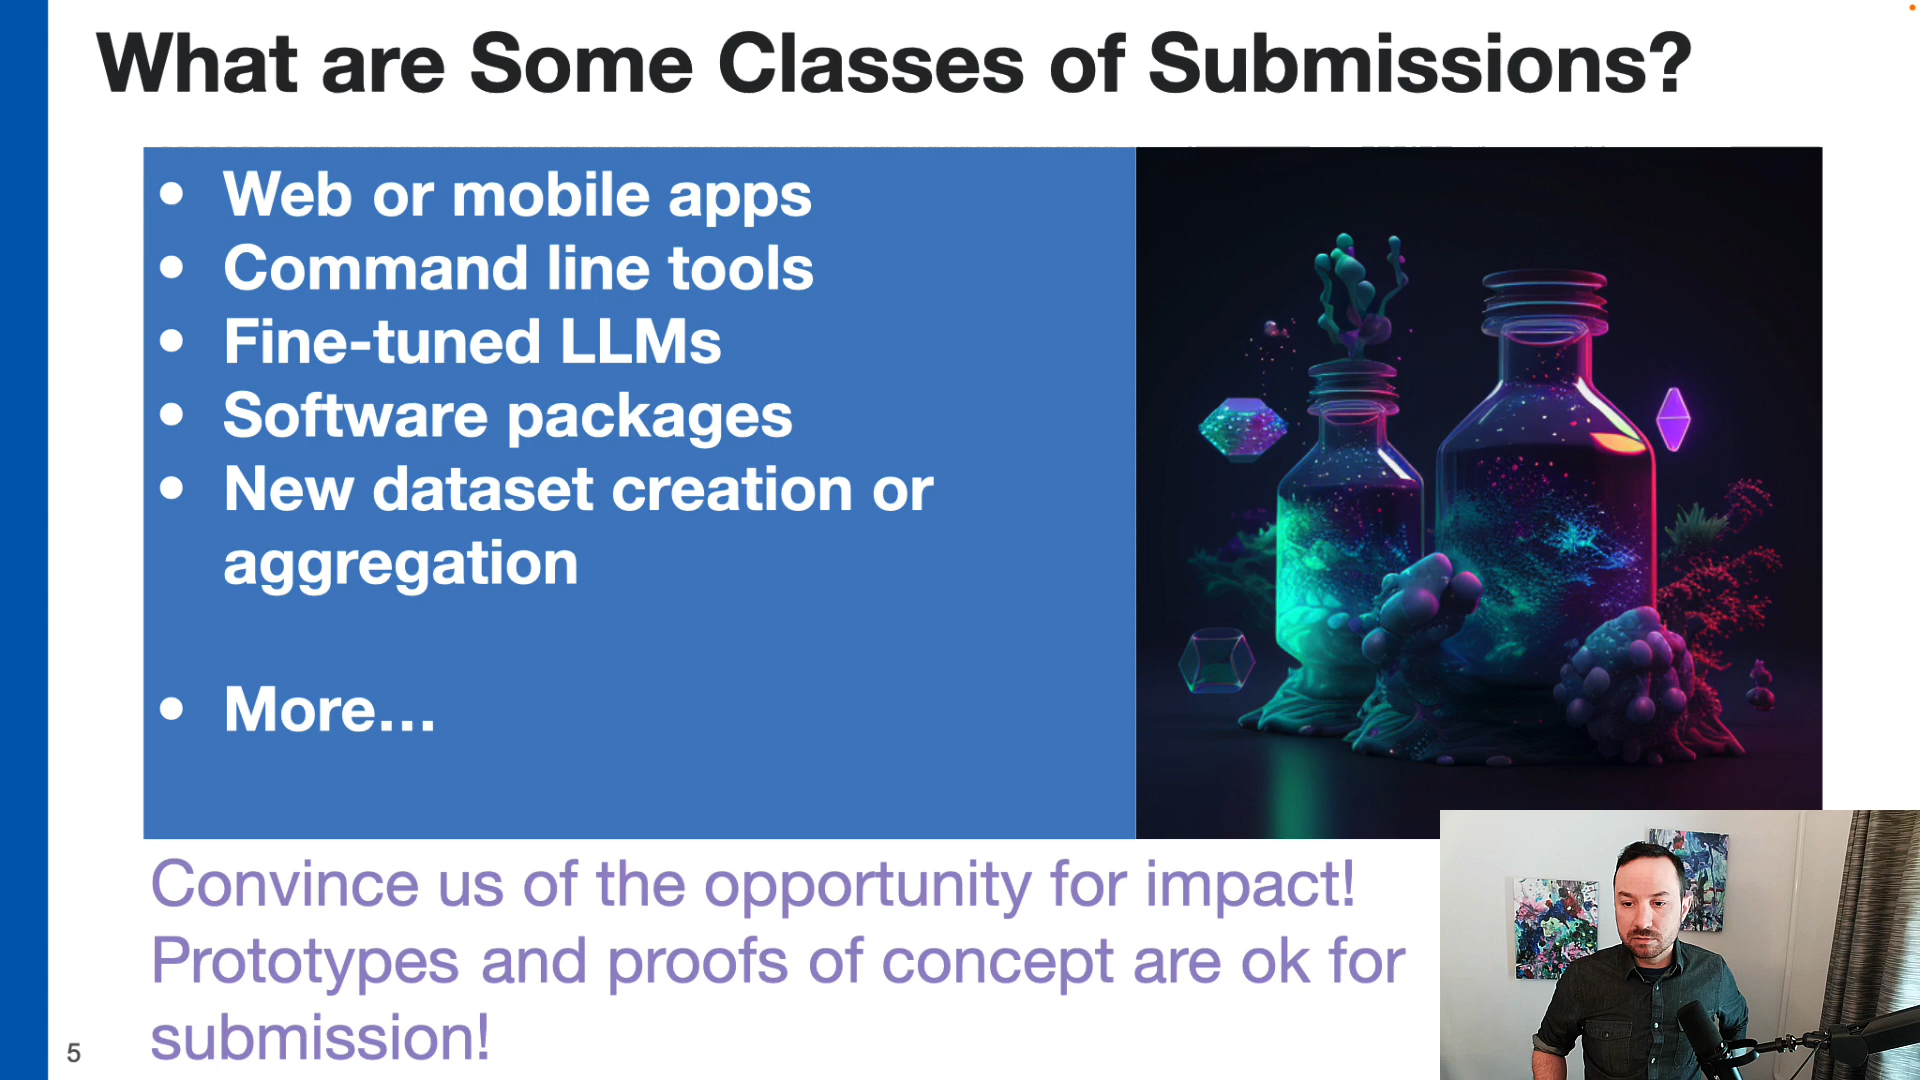 What are Some Classes of Submissions?
• Web or mobile apps
• Command line tools
• Fine-tuned LLMs
• Software packages
• New dataset creation or
aggregation
• More...
Convince us of the opportunity for impact!
Prototypes and proofs of concept are ok for
submission!
5